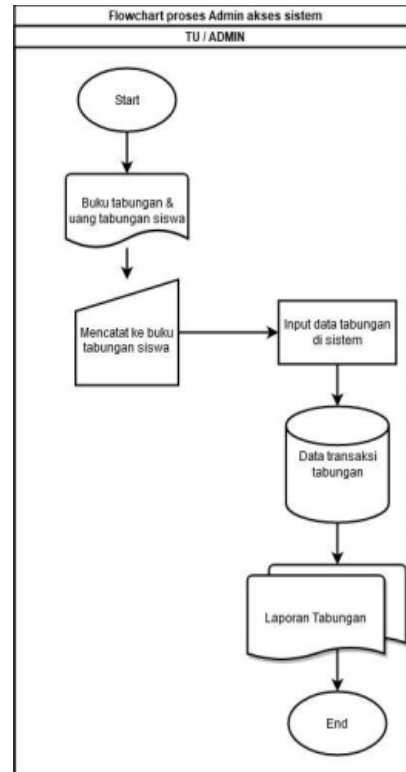 Flowchart proses Admin akses sistem
TU / ADMIN
Start
Buku tabungan &
uang tabungan siswa
Mencatat ke buku
tabungan siswa
Input data tabungan
di sistem
Data transaksi
tabungan
Laporan Tabungan
End